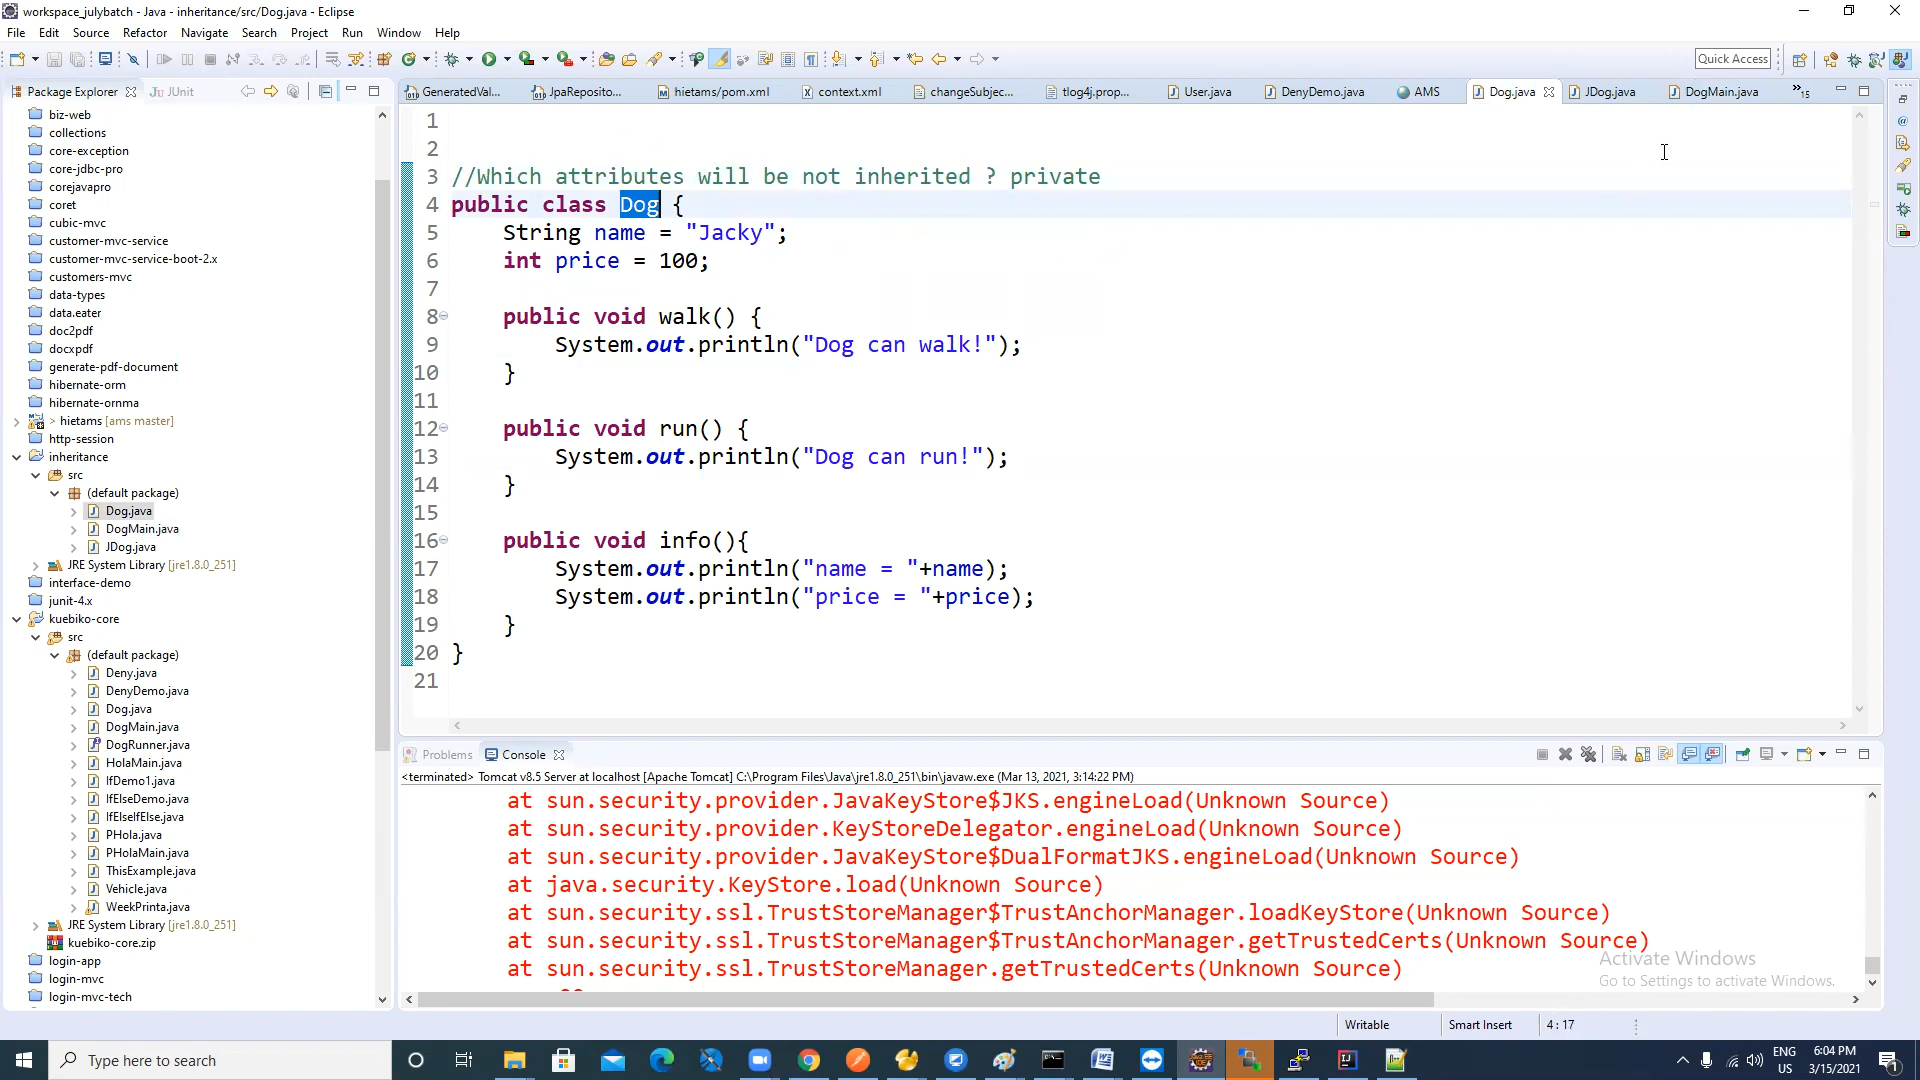 workspace_julybatch - Java - inheritance/src/Dog.java - Eclipse
File Edit Source Refactor Navigate Search Project Run Window Help
Quick Access
Package Explorer JUnit
GeneratedVal... JpaReposito... hietams/pom.xml context.xml changeSubjec... tlog4j.prop... User.java DenyDemo.java AMS Dog.java JDog.java DogMain.java »15
biz-web
collections
core-exception
core-jdbc-pro
corejavapro
coret
cubic-mvc
customer-mvc-service
customer-mvc-service-boot-2.x
customers-mvc
data-types
data.eater
doc2pdf
docxpdf
generate-pdf-document
hibernate-orm
hibernate-ornma
> hietams [ams master]
http-session
inheritance
src
(default package)
Dog.java
DogMain.java
JDog.java
JRE System Library [jre1.8.0_251]
interface-demo
junit-4.x
kuebiko-core
src
(default package)
Deny.java
DenyDemo.java
Dog.java
DogMain.java
DogRunner.java
HolaMain.java
IfDemo1.java
IfElseDemo.java
IfElseIfElse.java
PHola.java
PHolaMain.java
ThisExample.java
Vehicle.java
WeekPrinta.java
JRE System Library [jre1.8.0_251]
kuebiko-core.zip
login-app
login-mvc
login-mvc-tech
1
2
3 //Which attributes will be not inherited ? private
4 public class Dog {
5 String name = "Jacky";
6 int price = 100;
7
8 public void walk() {
9 System.out.println("Dog can walk!");
10 }
11
12 public void run() {
13 System.out.println("Dog can run!");
14 }
15
16 public void info(){
17 System.out.println("name = "+name);
18 System.out.println("price = "+price);
19 }
20 }
21
Problems Console
<terminated> Tomcat v8.5 Server at localhost [Apache Tomcat] C:\Program Files\Java\jre1.8.0_251\bin\javaw.exe (Mar 13, 2021, 3:14:22 PM)
at sun.security.provider.JavaKeyStore$JKS.engineLoad(Unknown Source)
at sun.security.provider.KeyStoreDelegator.engineLoad(Unknown Source)
at sun.security.provider.JavaKeyStore$DualFormatJKS.engineLoad(Unknown Source)
at java.security.KeyStore.load(Unknown Source)
at sun.security.ssl.TrustStoreManager$TrustAnchorManager.loadKeyStore(Unknown Source)
at sun.security.ssl.TrustStoreManager$TrustAnchorManager.getTrustedCerts(Unknown Source)
at sun.security.ssl.TrustStoreManager.getTrustedCerts(Unknown Source)
Activate Windows
Go to Settings to activate Windows.
Writable Smart Insert 4 : 17
Type here to search
ENG
US
6:04 PM
3/15/2021
1